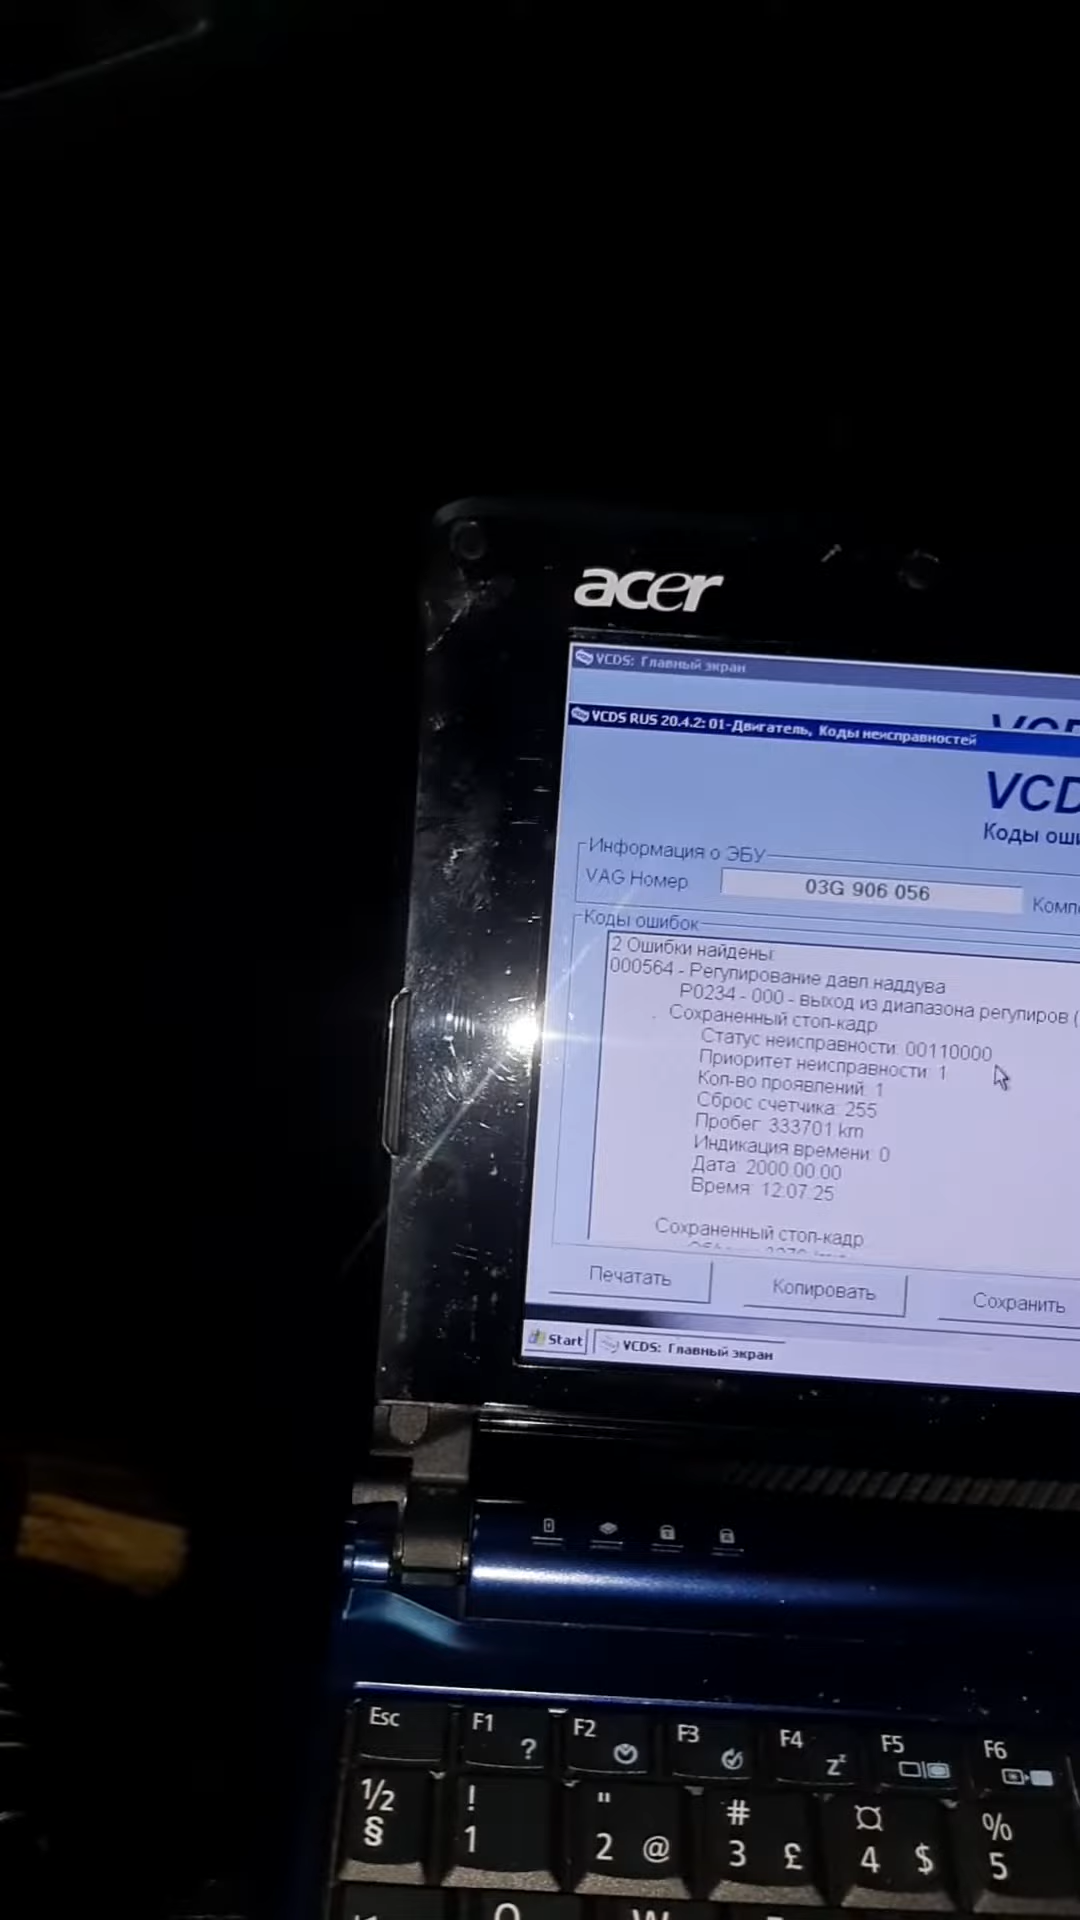 acer
VCDS: Главный экран
VCDS RUS 20.4.2: 01-Двигатель, Коды неисправностей
VCD
Коды оши
Информация о ЭБУ
VAG Номер
03G 906 056
Комп
Коды ошибок
2 Ошибки найдены:
000564 - Регулирование давл.наддува
P0234 - 000 - выход из диапазона регулиров (
Сохраненный стоп-кадр
Статус неисправности: 00110000
Приоритет неисправности: 1
Кол-во проявлений: 1
Сброс счетчика: 255
Пробег: 333701 km
Индикация времени: 0
Дата: 2000.00.00
Время: 12:07:25
Сохраненный стоп-кадр
Печатать
Копировать
Сохранить
Start
VCDS: Главный экран
Esc
F1
?
F2
F3
F4
zz
F5
F6
½
§
!
1
"
2 @
#
3 £
¤
4 $
%
5